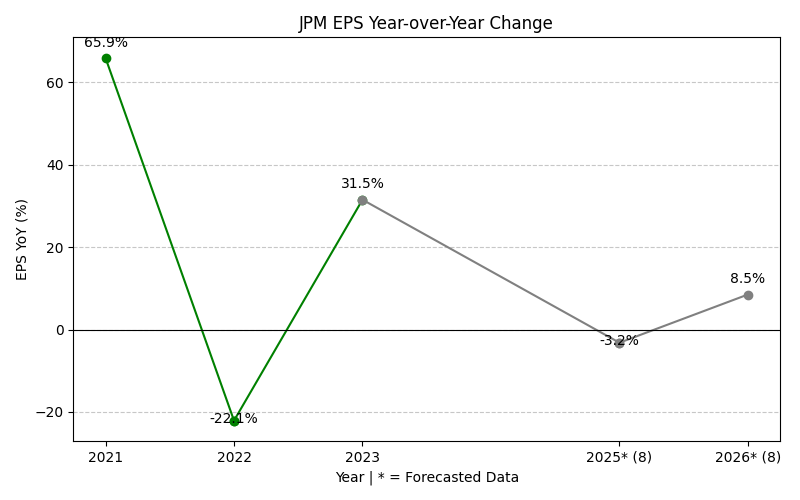 JPM EPS Year-over-Year Change
65.9%
60
40
31.5%
20
8.5%
0
-3.2%
−20
-22.1%
EPS YoY (%)
2021 2022 2023 2025* (8) 2026* (8)
Year | * = Forecasted Data